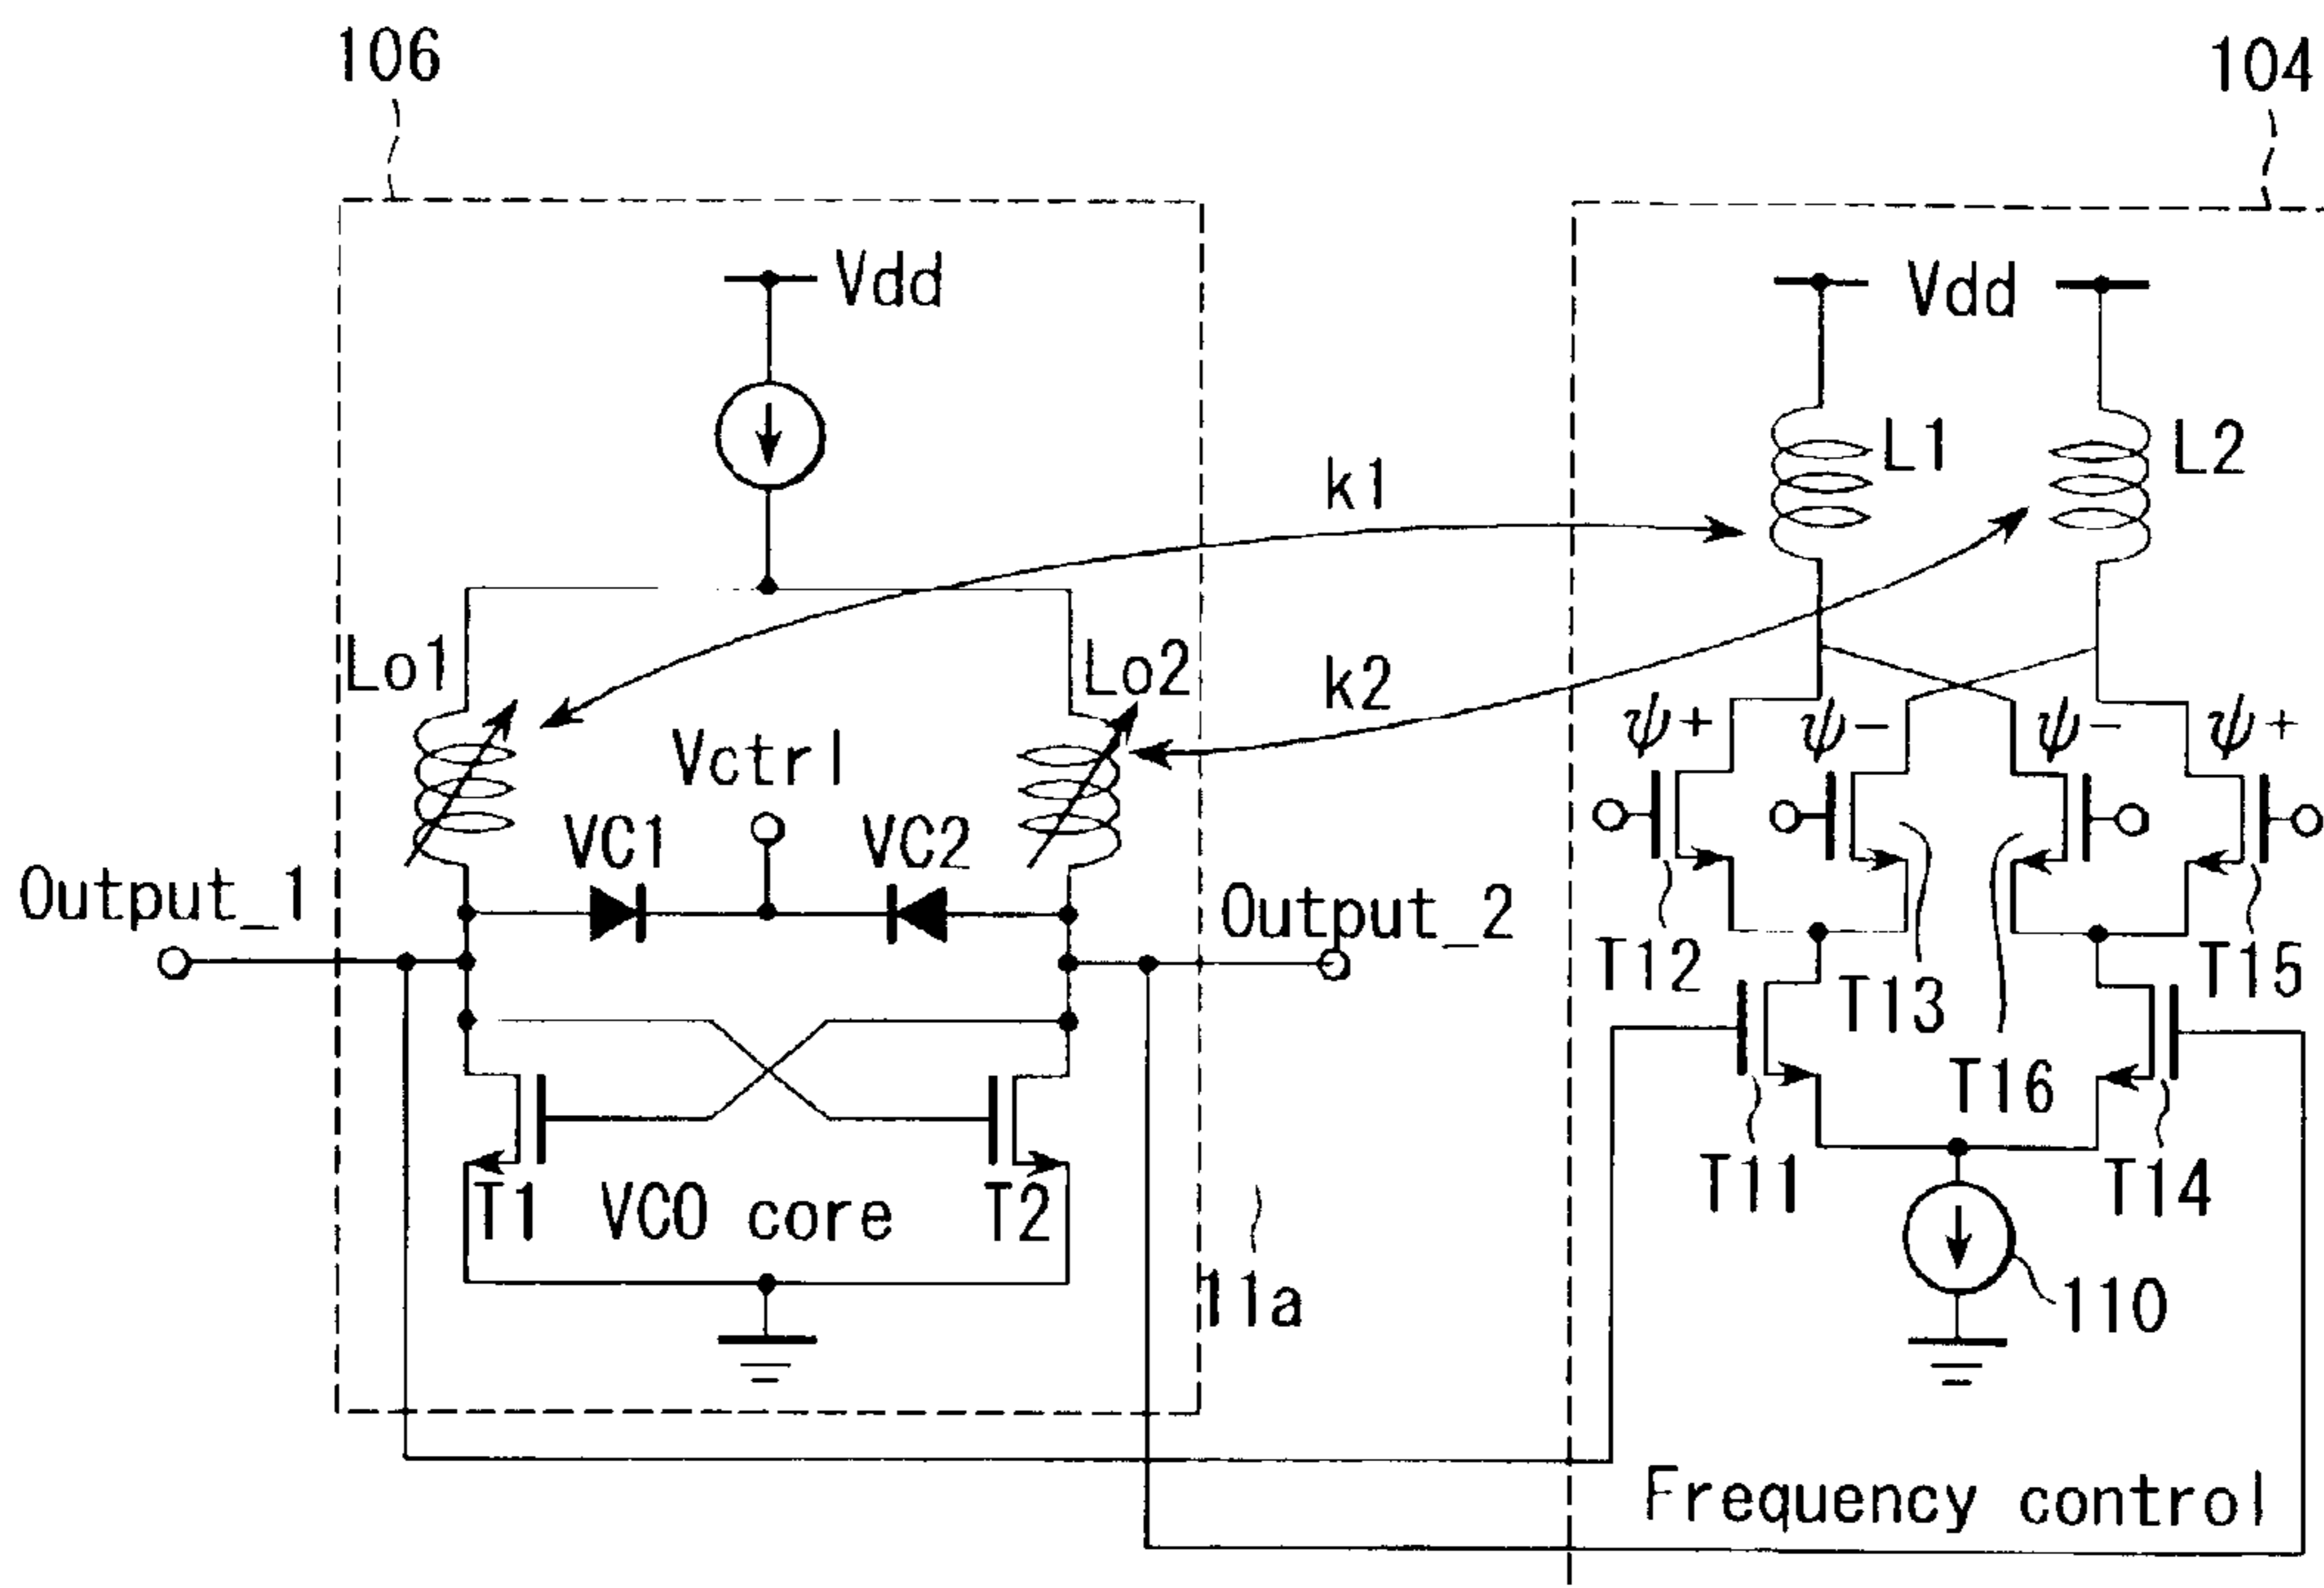 106
104
Vdd
Vdd
L1
L2
k1
Lo1
Lo2
k2
ψ+
ψ-
ψ-
ψ+
Vctrl
VC1
VC2
Output_1
Output_2
T12
T13
T15
T16
T1
VCO core
T2
T11
T14
11a
110
Frequency control